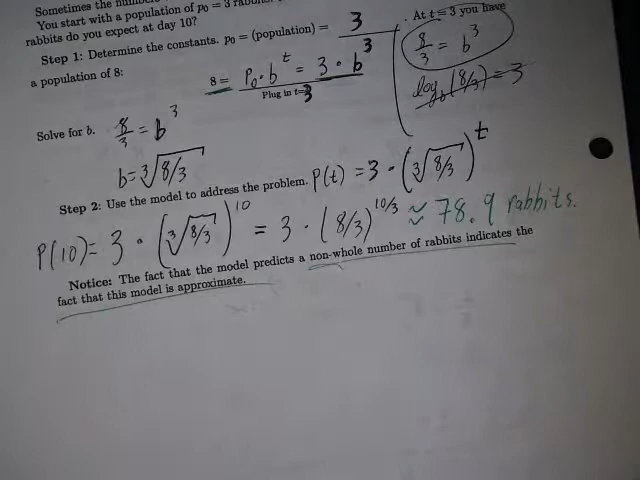 Sometimes the numbers
You start with a population of p₀ = 3 rabbits. At t = 3 you have
rabbits do you expect at day 10?
Step 1: Determine the constants. p₀ = (population) = 3
a population of 8: 8 = P₀·bᵗ = 3·b³
Plug in t=3
8/3 = b³
log_b(8/3) = 3
Solve for b. 8/3 = b³
b = ∛(8/3)
Step 2: Use the model to address the problem. P(t) = 3·(∛(8/3))ᵗ
P(10) = 3·(∛(8/3))¹⁰ = 3·(8/3)^(10/3) ≈ 78.9 rabbits.
Notice: The fact that the model predicts a non-whole number of rabbits indicates the
fact that this model is approximate.